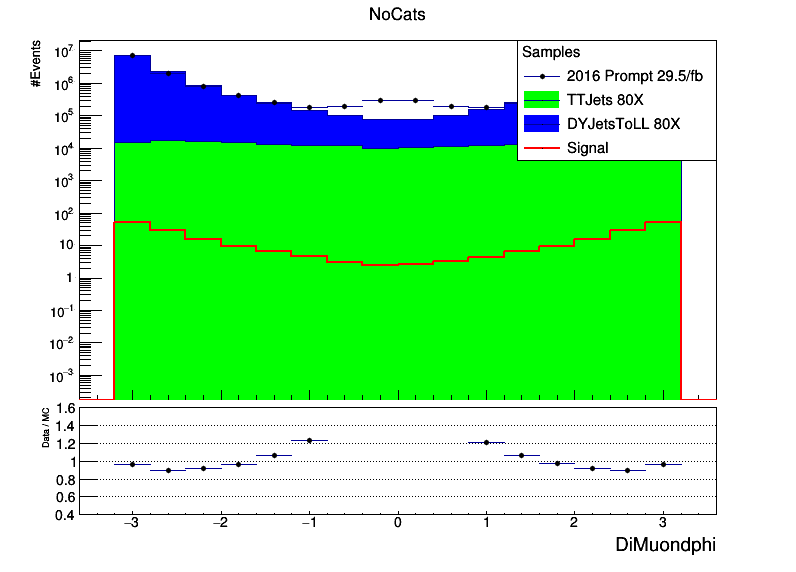 NoCats
#Events
10^7
10^6
10^5
10^4
10^3
10^2
10
1
10^−1
10^−2
10^−3
Samples
2016 Prompt 29.5/fb
TTJets 80X
DYJetsToLL 80X
Signal
Data / MC
1.6
1.4
1.2
1
0.8
0.6
0.4
−3 −2 −1 0 1 2 3
DiMuondphi